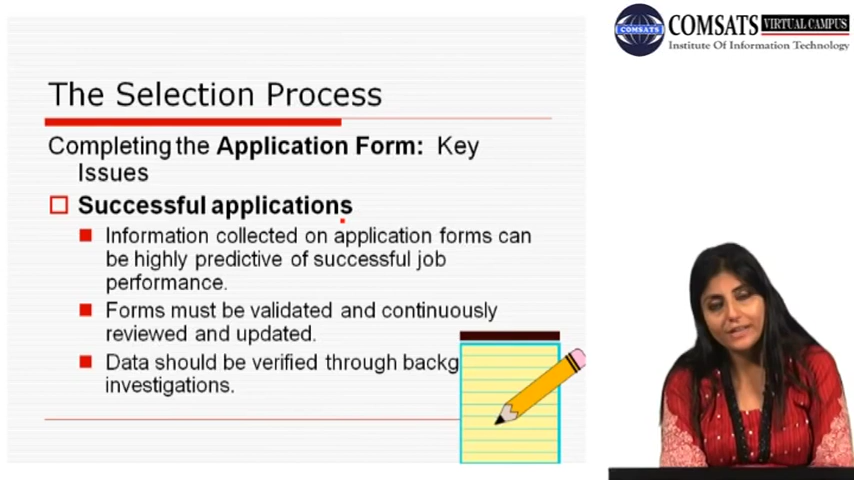 The Selection Process
Completing the Application Form: Key
Issues
Successful applications
Information collected on application forms can
be highly predictive of successful job
performance.
Forms must be validated and continuously
reviewed and updated.
Data should be verified through backg
investigations.
COMSATS
COMSATS VIRTUAL CAMPUS
Institute Of Information Technology